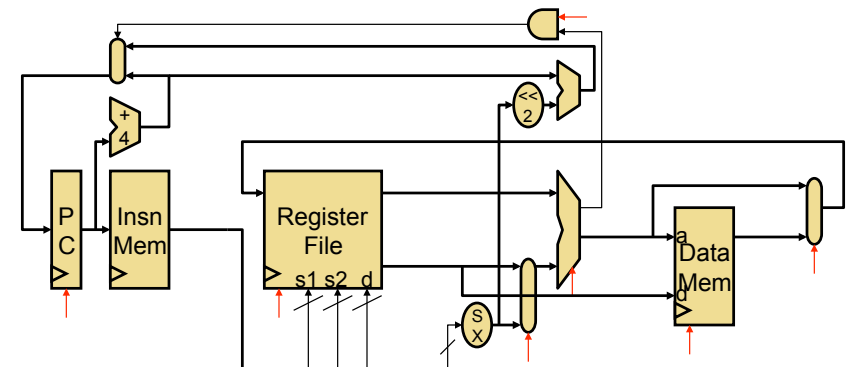 <<
2
+
4
P
C
Insn
Mem
Register
File
s1 s2 d
a
Data
Mem
d
S
X